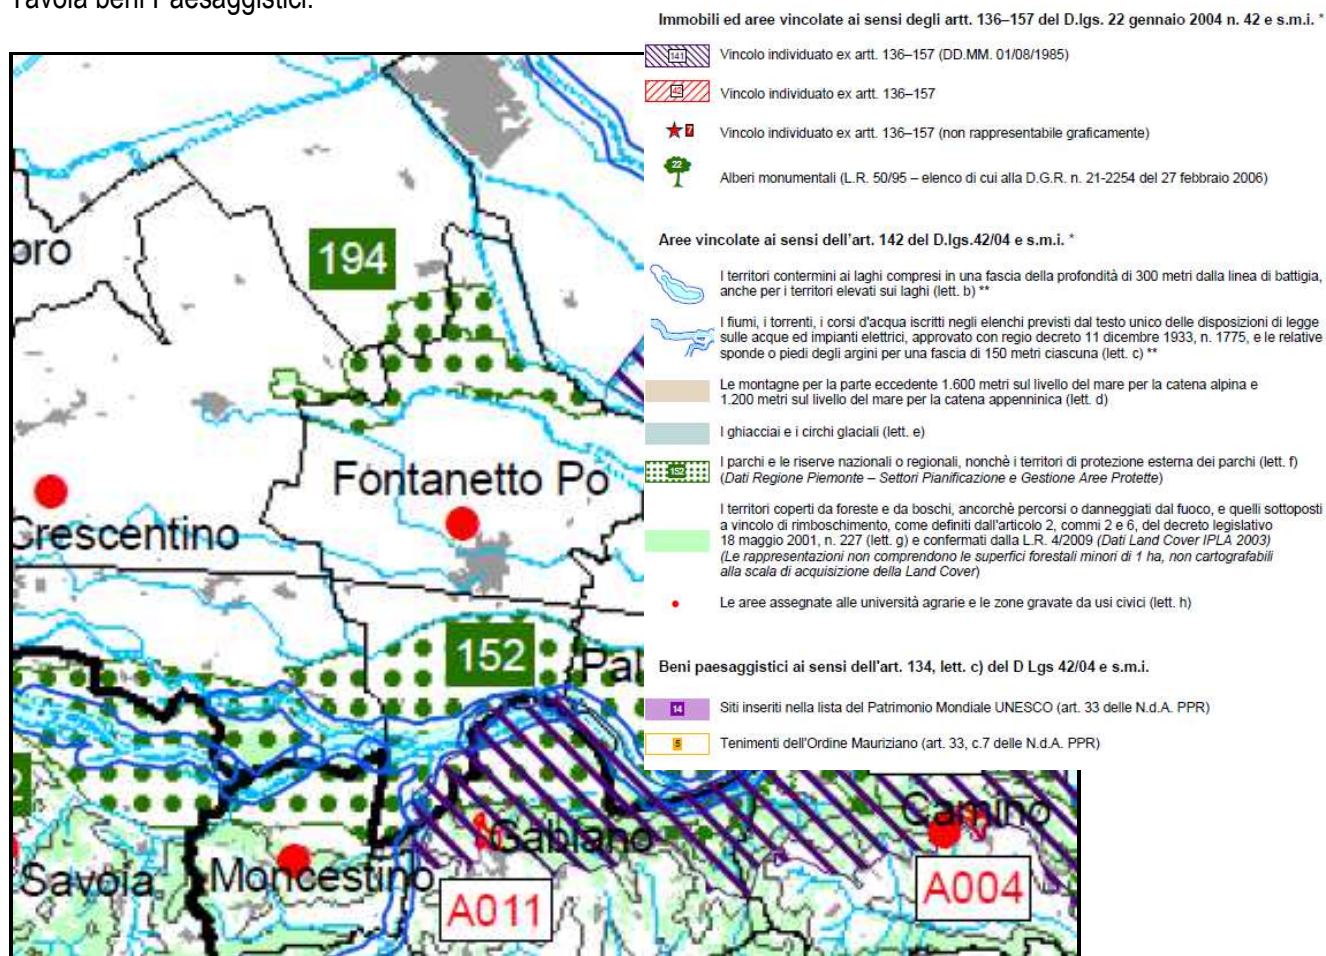 Tavola beni Paesaggistici.
Immobili ed aree vincolate ai sensi degli artt. 136–157 del D.lgs. 22 gennaio 2004 n. 42 e s.m.i. *
141 Vincolo individuato ex artt. 136–157 (DD.MM. 01/08/1985)
42 Vincolo individuato ex artt. 136–157
7 Vincolo individuato ex artt. 136–157 (non rappresentabile graficamente)
22 Alberi monumentali (L.R. 50/95 – elenco di cui alla D.G.R. n. 21-2254 del 27 febbraio 2006)
Aree vincolate ai sensi dell'art. 142 del D.lgs.42/04 e s.m.i. *
I territori contermini ai laghi compresi in una fascia della profondità di 300 metri dalla linea di battigia,
anche per i territori elevati sui laghi (lett. b) **
I fiumi, i torrenti, i corsi d'acqua iscritti negli elenchi previsti dal testo unico delle disposizioni di legge
sulle acque ed impianti elettrici, approvato con regio decreto 11 dicembre 1933, n. 1775, e le relative
sponde o piedi degli argini per una fascia di 150 metri ciascuna (lett. c) **
Le montagne per la parte eccedente 1.600 metri sul livello del mare per la catena alpina e
1.200 metri sul livello del mare per la catena appenninica (lett. d)
I ghiacciai e i circhi glaciali (lett. e)
152 I parchi e le riserve nazionali o regionali, nonchè i territori di protezione esterna dei parchi (lett. f)
(Dati Regione Piemonte – Settori Pianificazione e Gestione Aree Protette)
I territori coperti da foreste e da boschi, ancorchè percorsi o danneggiati dal fuoco, e quelli sottoposti
a vincolo di rimboschimento, come definiti dall'articolo 2, commi 2 e 6, del decreto legislativo
18 maggio 2001, n. 227 (lett. g) e confermati dalla L.R. 4/2009 (Dati Land Cover IPLA 2003)
(Le rappresentazioni non comprendono le superfici forestali minori di 1 ha, non cartografabili
alla scala di acquisizione della Land Cover)
Le aree assegnate alle università agrarie e le zone gravate da usi civici (lett. h)
Beni paesaggistici ai sensi dell'art. 134, lett. c) del D Lgs 42/04 e s.m.i.
14 Siti inseriti nella lista del Patrimonio Mondiale UNESCO (art. 33 delle N.d.A. PPR)
5 Tenimenti dell'Ordine Mauriziano (art. 33, c.7 delle N.d.A. PPR)
194
Fontanetto Po
Crescentino
152
Pal
Camino
Gabiano
Savoia
Moncestino
A004
A011